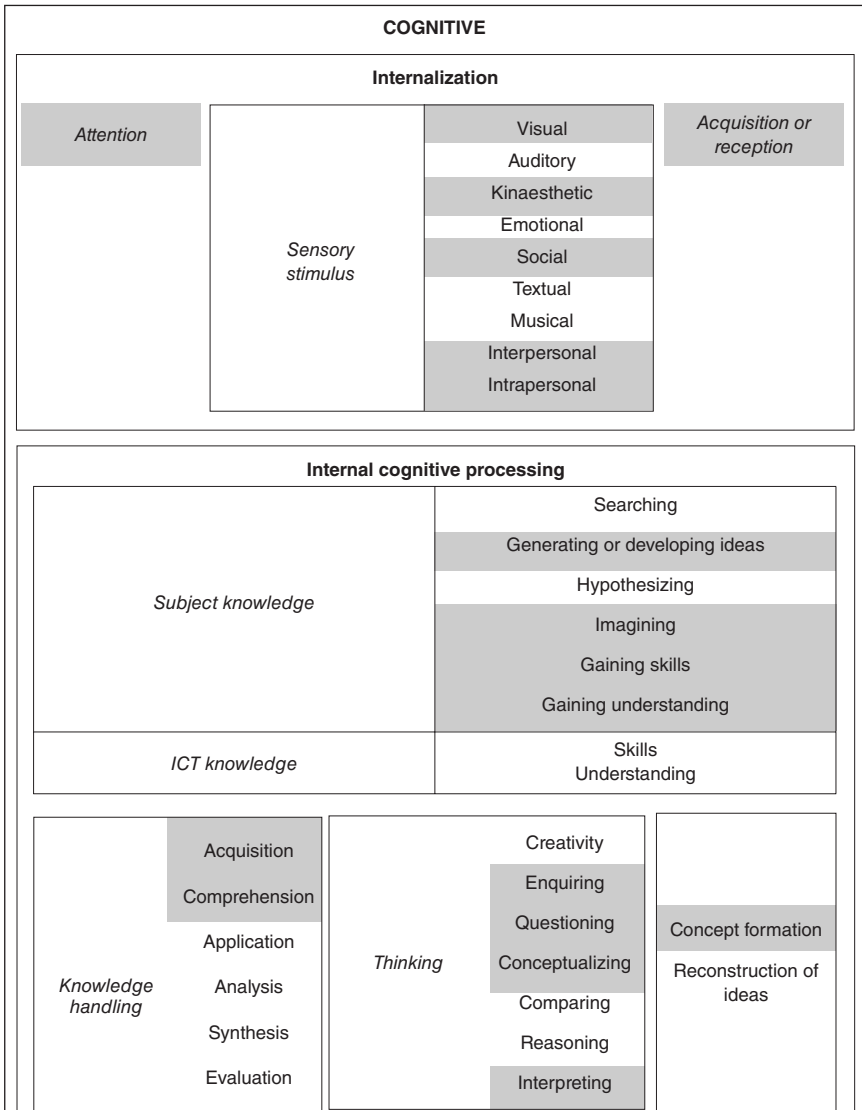 COGNITIVE
Internalization
Attention
Sensory
stimulus
Visual
Auditory
Kinaesthetic
Emotional
Social
Textual
Musical
Interpersonal
Intrapersonal
Acquisition or
reception
Internal cognitive processing
Subject knowledge
Searching
Generating or developing ideas
Hypothesizing
Imagining
Gaining skills
Gaining understanding
ICT knowledge
Skills
Understanding
Knowledge
handling
Acquisition
Comprehension
Application
Analysis
Synthesis
Evaluation
Thinking
Creativity
Enquiring
Questioning
Conceptualizing
Comparing
Reasoning
Interpreting
Concept formation
Reconstruction of
ideas